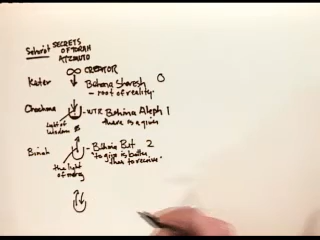 Sefirot SECRETS
OF TORAH
ATZMUTO
∞ CREATOR
Keter Behina Shoresh 0
- root of reality
Chochma - WTR Behina Aleph 1
Light of there is a giver
Wisdom
Binah - Behina Bet 2
to give is better
the light than to receive.
of mercy